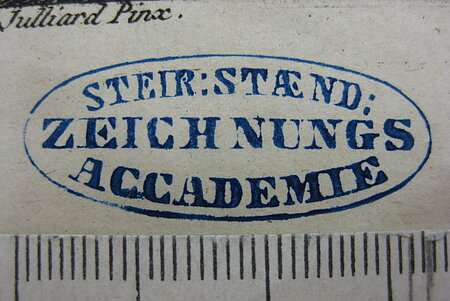 Julliard Pinx.
STEIR:STÆND:
ZEICHNUNGS
ACCADEMIE